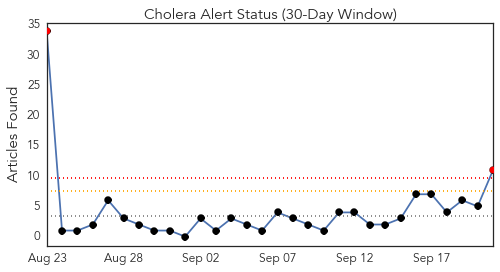 Cholera Alert Status (30-Day Window)
Articles Found
35
30
25
20
15
10
5
0
Aug 23
Aug 28
Sep 02
Sep 07
Sep 12
Sep 17